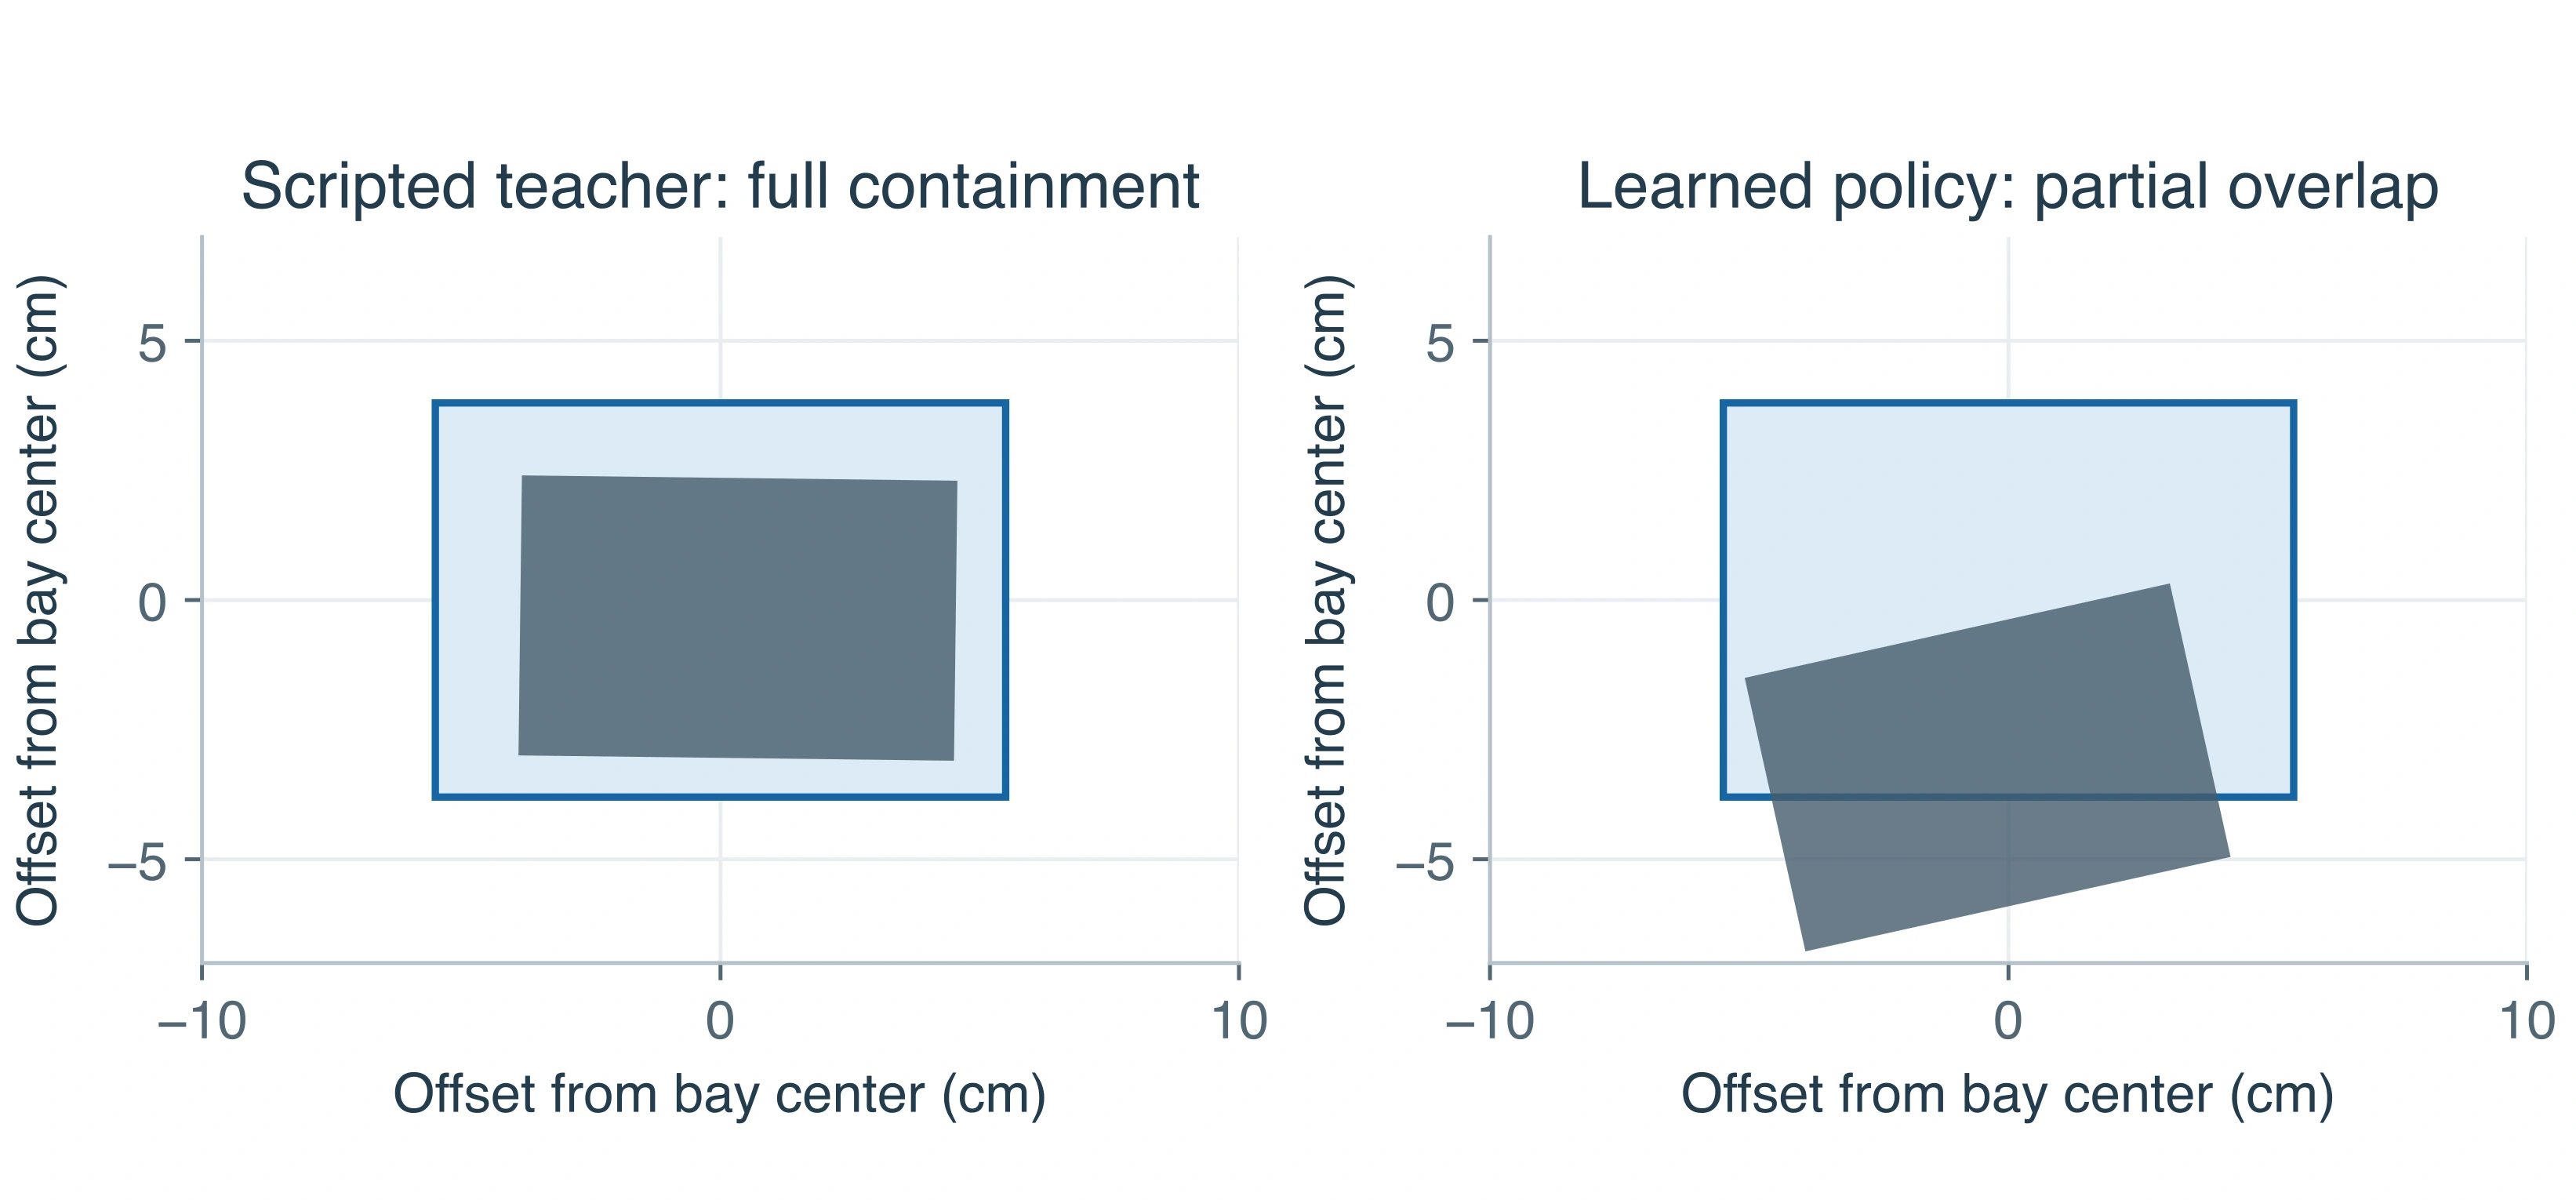 Scripted teacher: full containment
Offset from bay center (cm)
5
0
−5
−10
0
10
Offset from bay center (cm)
Learned policy: partial overlap
Offset from bay center (cm)
5
0
−5
−10
0
10
Offset from bay center (cm)